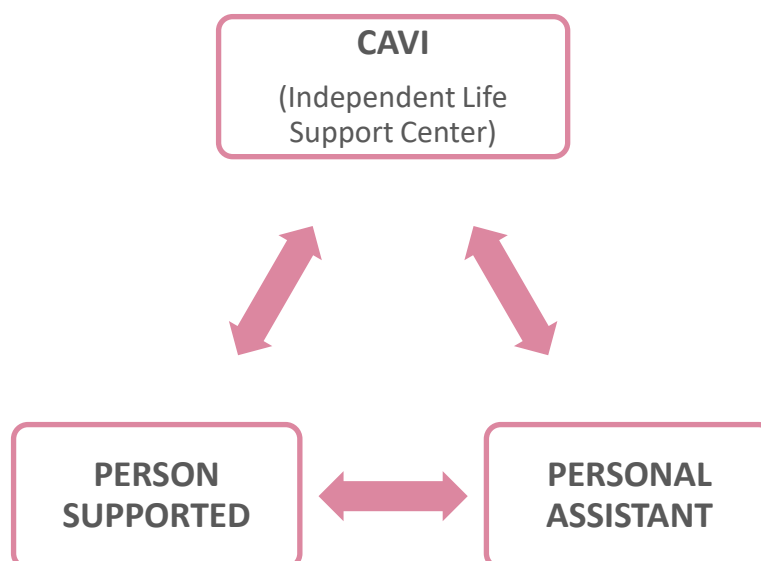 CAVI
(Independent Life
Support Center)
PERSON
SUPPORTED
PERSONAL
ASSISTANT